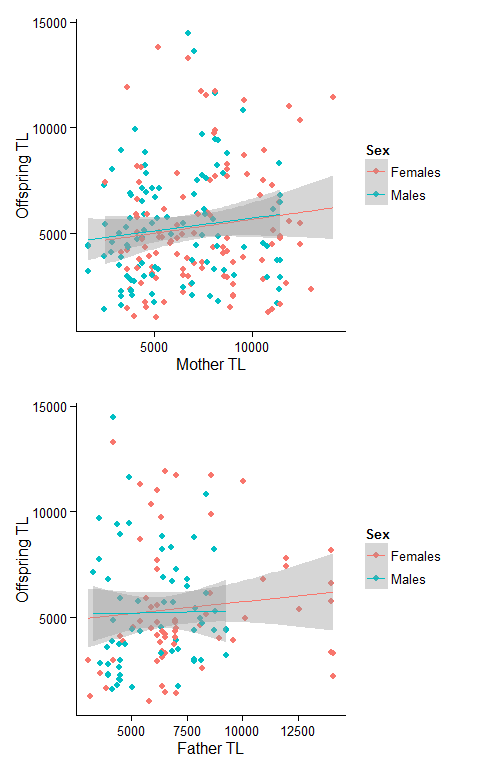 15000
10000
5000
Offspring TL
5000 10000
Mother TL
Sex
Females
Males
15000
10000
5000
Offspring TL
5000 7500 10000 12500
Father TL
Sex
Females
Males